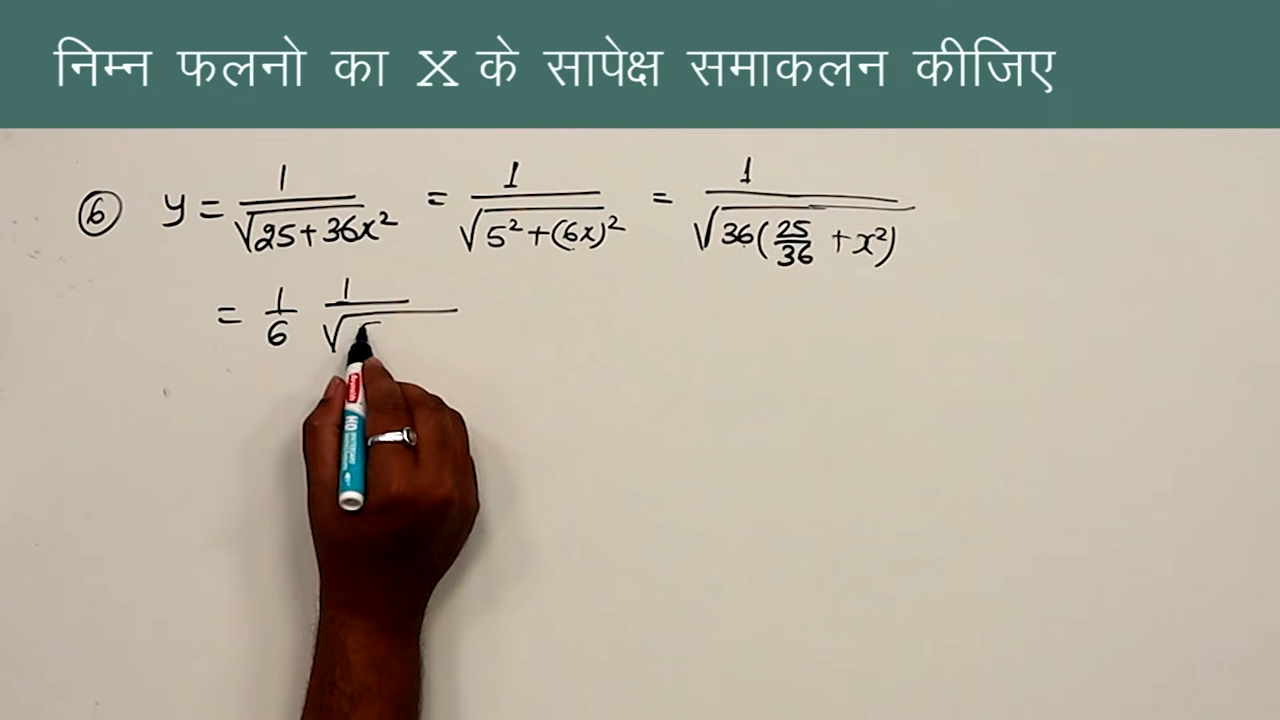 निम्न फलनो का X के सापेक्ष समाकलन कीजिए
⑥ y = 1/√(25+36x²) = 1/√(5²+(6x)²) = 1/√(36(25/36 + x²))
= 1/6 1/√5